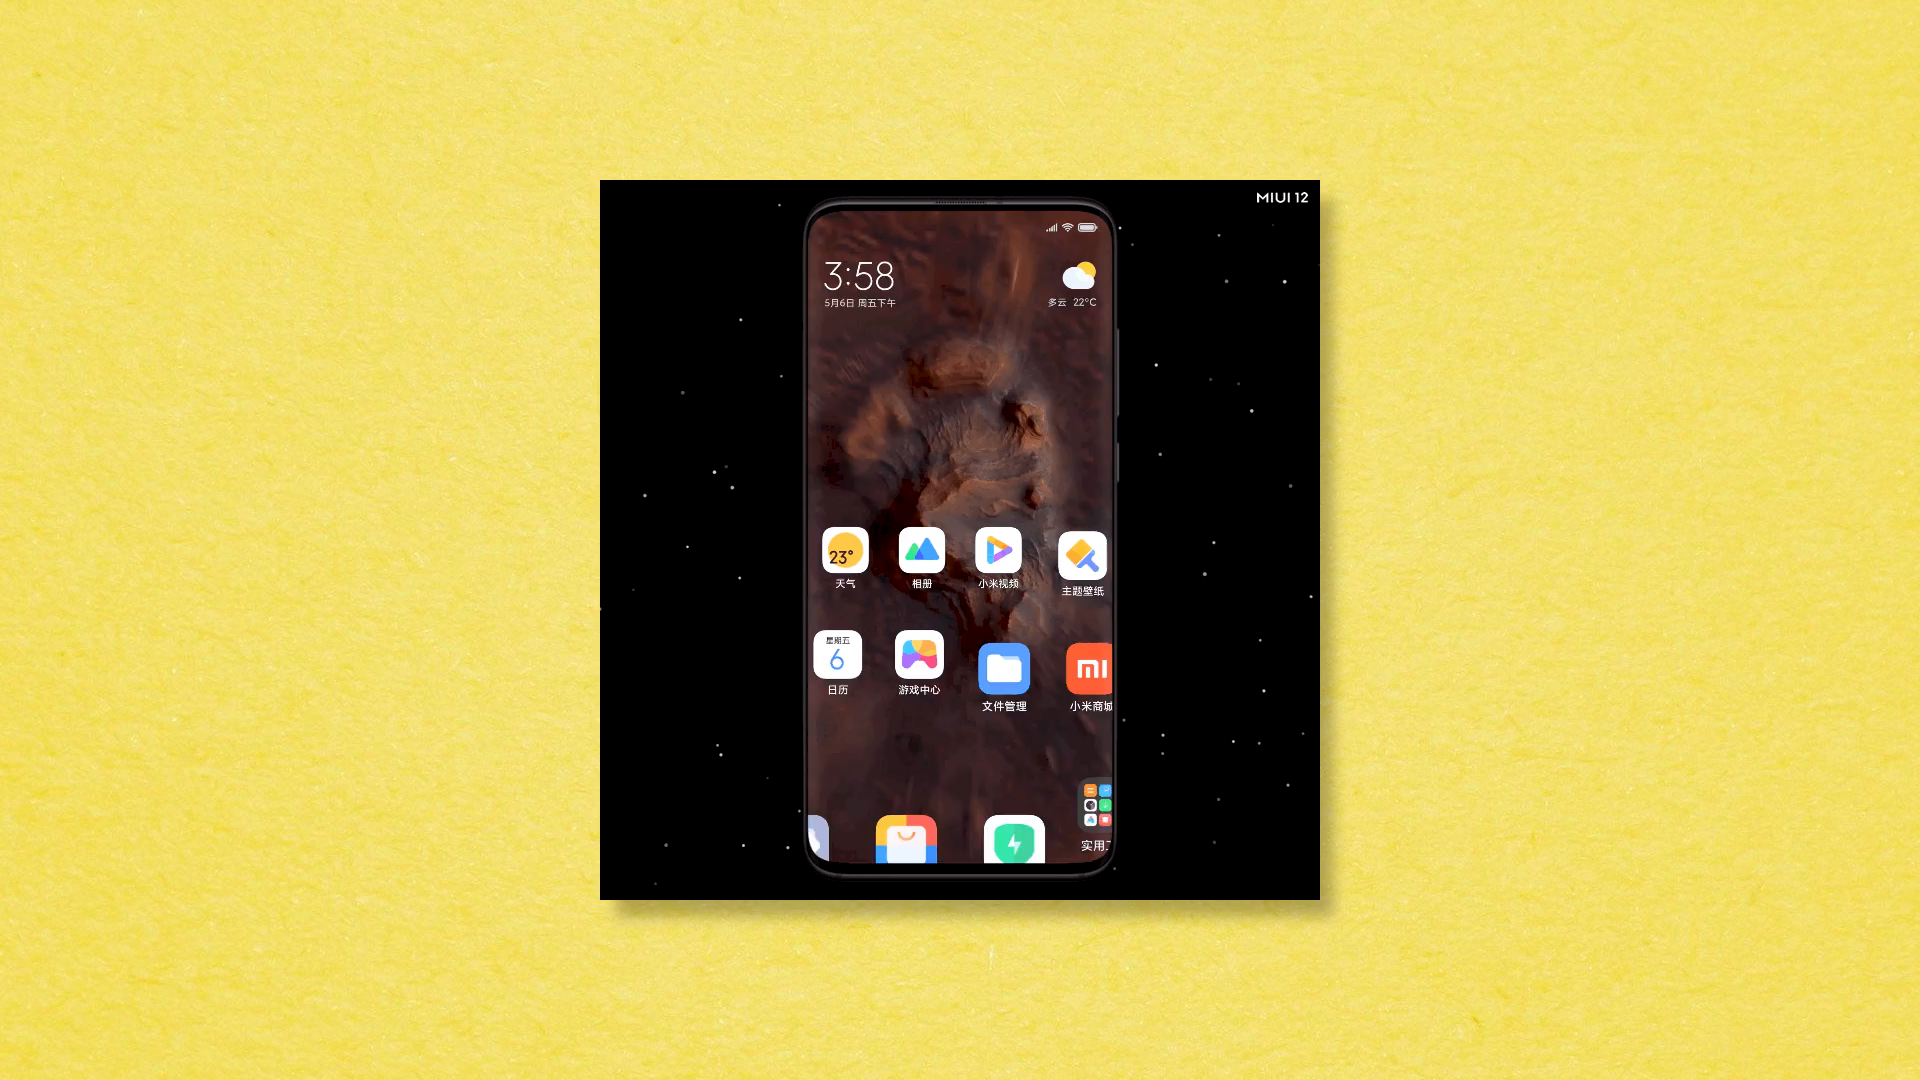 MIUI 12
3:58
5月6日 周五下午
多云 22°C
23°
天气
相册
小米视频
主题壁纸
星期五
6
日历
游戏中心
文件管理
mi
小米商城
实用